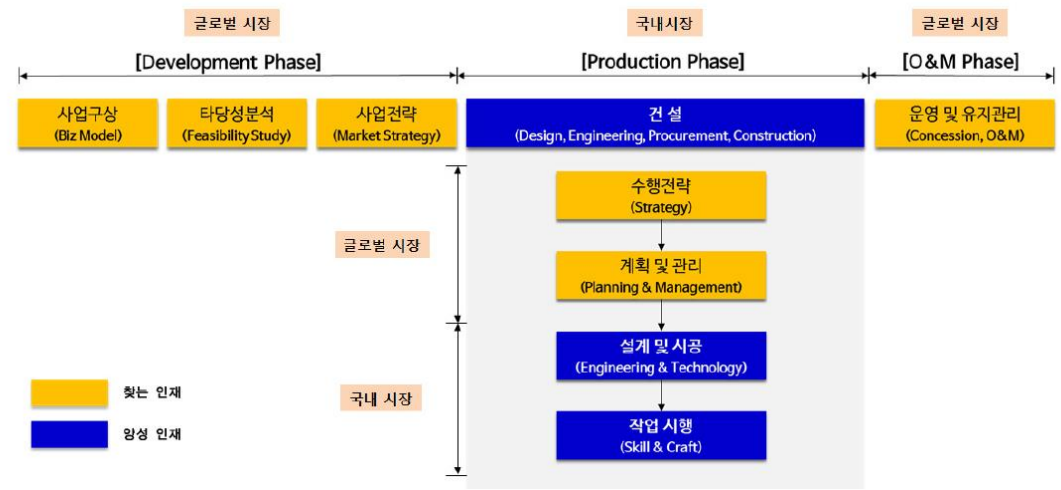 글로벌 시장
국내시장
글로벌 시장
[Development Phase]
[Production Phase]
[O&M Phase]
사업구상
(Biz Model)
타당성분석
(Feasibility Study)
사업전략
(Market Strategy)
건 설
(Design, Engineering, Procurement, Construction)
운영 및 유지관리
(Concession, O&M)
수행전략
(Strategy)
글로벌 시장
계획 및 관리
(Planning & Management)
설계 및 시공
(Engineering & Technology)
국내 시장
작업 시행
(Skill & Craft)
찾는 인재
양성 인재